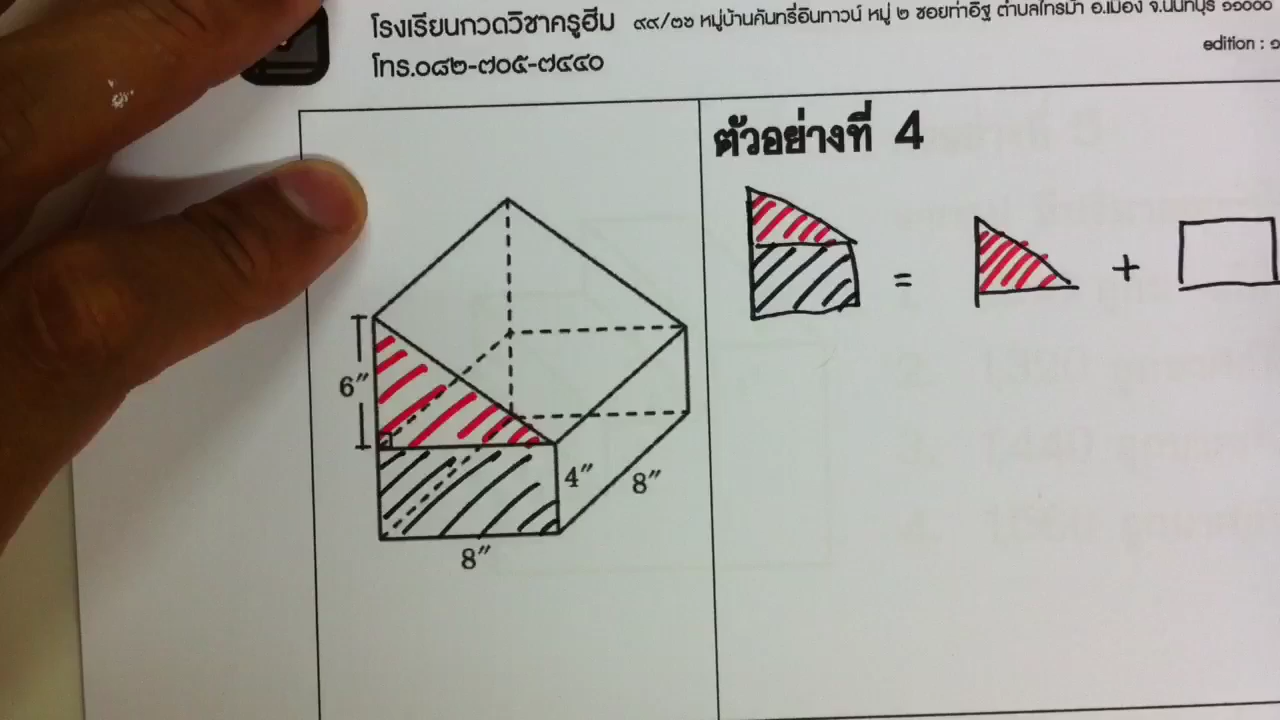 โรงเรียนกวดวิชาครูฮีม ๙๙/๖๖ หมู่บ้านคันทรี่อินทาวน์ หมู่ ๒ ซอยท่าอิฐ ตำบลไทรม้า อ.เมือง จ.นนทบุรี ๑๑๐๐๐
edition : ๑
โทร.๐๘๒-๗๐๕-๗๔๔๐
ตัวอย่างที่ 4
= +
6"
4"
8"
8"